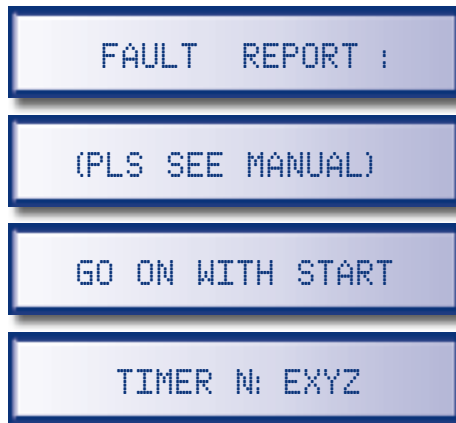 FAULT REPORT :
(PLS SEE MANUAL)
GO ON WITH START
TIMER N: EXYZ